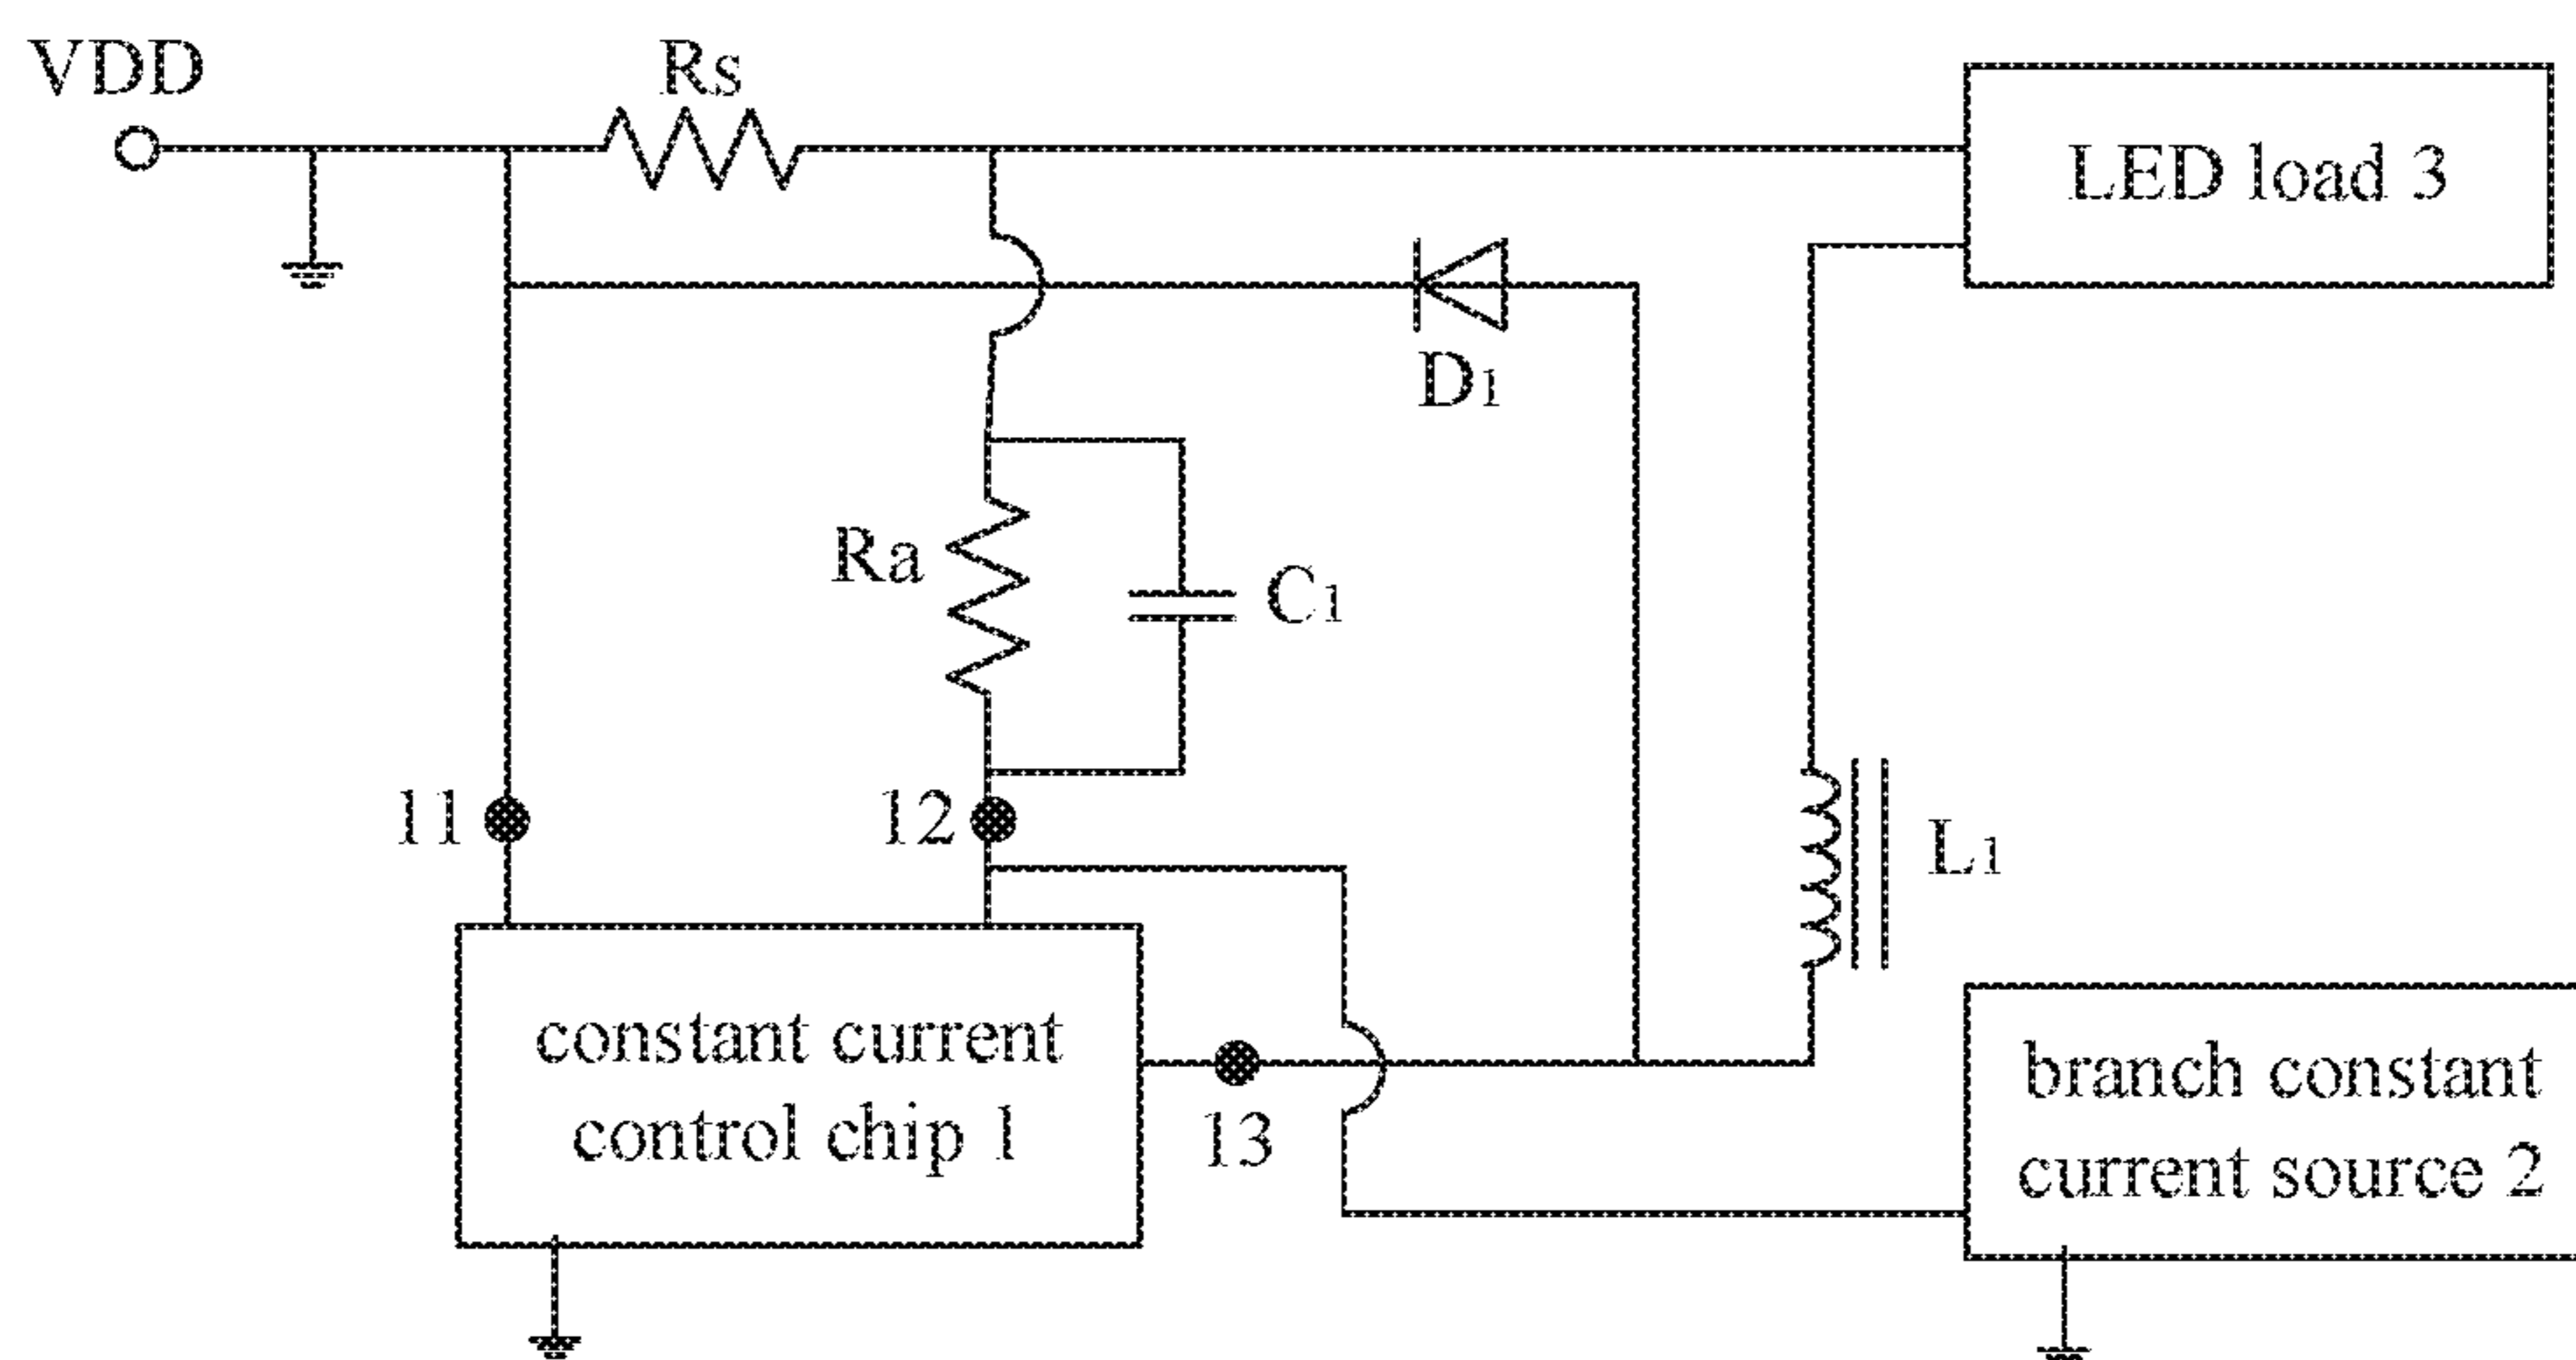 VDD
Rs
LED load 3
D1
Ra
C1
11
12
L1
constant current
control chip 1
13
branch constant
current source 2